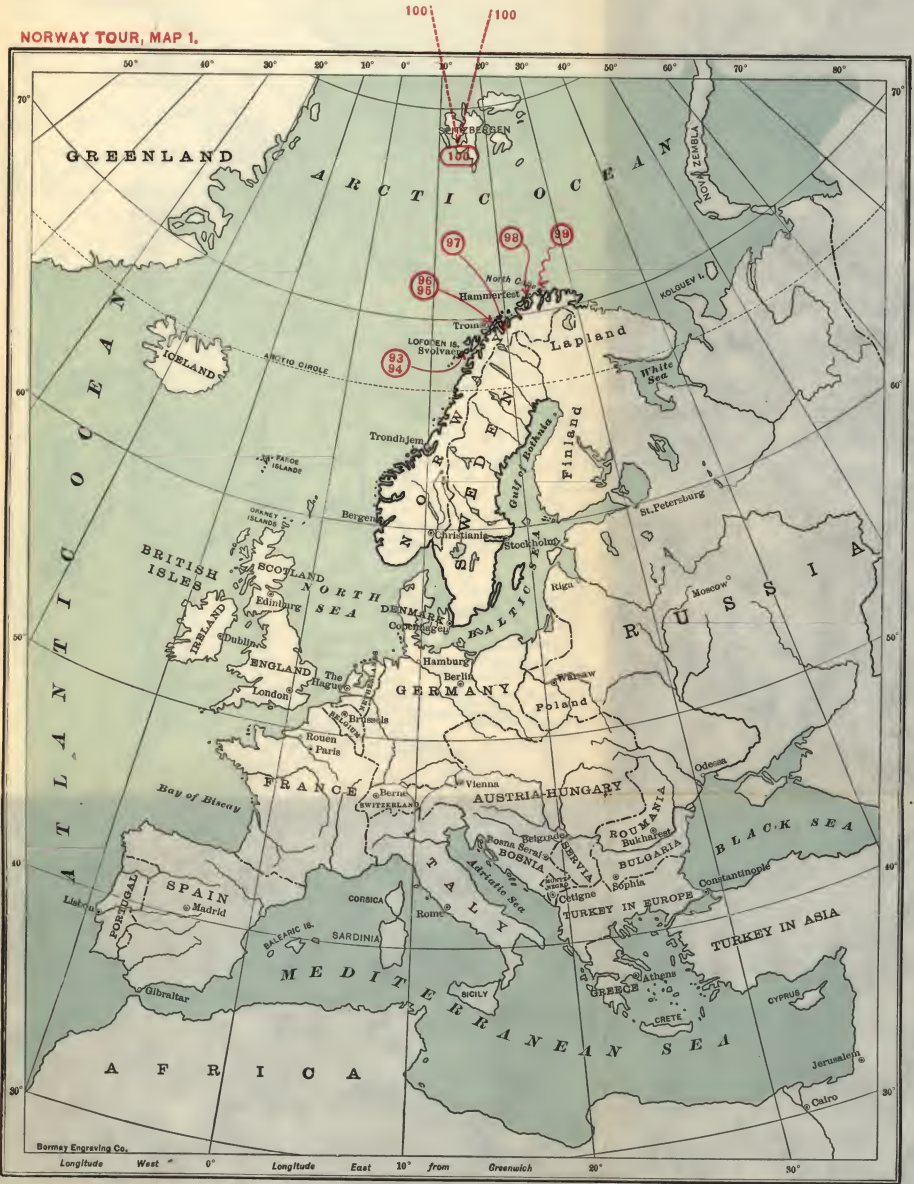 100 100
NORWAY TOUR, MAP 1.
50° 40° 30° 20° 10° 0° 10° 20° 30° 40° 50° 60° 70° 80°
70° 70°
SPITZBERGEN
100
GREENLAND
ARCTIC OCEAN
NOVA ZEMBLA
97 98 99
96
95
North C.
Hammerfest
KOLGUEV I.
Troms
Lapland
LOFODEN IS.
Svolvaer
93
94
ICELAND
ARCTIC CIRCLE
White
Sea
60° 60°
NORWAY
SWEDEN
Gulf of Bothnia
Finland
Trondhjem
FAROE
ISLANDS
ORKNEY
ISLANDS
Bergen
Christiania
Stockholm
St. Petersburg
ATLANTIC OCEAN
BRITISH
ISLES
SCOTLAND
Edinburg
NORTH
SEA
DENMARK
Copenhagen
BALTIC SEA
Riga
Moscow
RUSSIA
IRELAND
Dublin
50° 50°
ENGLAND
London
The
Hague
NETHERLAND
Hamburg
Berlin
GERMANY
Warsaw
Poland
BELGIUM
Brussels
Rouen
Paris
FRANCE
Berne
SWITZERLAND
Vienna
AUSTRIA-HUNGARY
Odessa
Bay of Biscay
ROUMANIA
Bukharest
Belgrade
Bosna Serai
BOSNIA
SERVIA
BULGARIA
Sophia
BLACK SEA
40° 40°
MONTE
NEGRO
Cetigne
Constantinople
TURKEY IN EUROPE
TURKEY IN ASIA
ITALY
Adriatic Sea
Rome
CORSICA
SARDINIA
PORTUGAL
SPAIN
Madrid
Lisbon
BALEARIC IS.
Gibraltar
MEDITERRANEAN SEA
SICILY
GREECE
Athens
CRETE
CYPRUS
AFRICA
Jerusalem
Cairo
30° 30°
Bormay Engraving Co.
Longitude West 0° Longitude East 10° from Greenwich 20° 30°